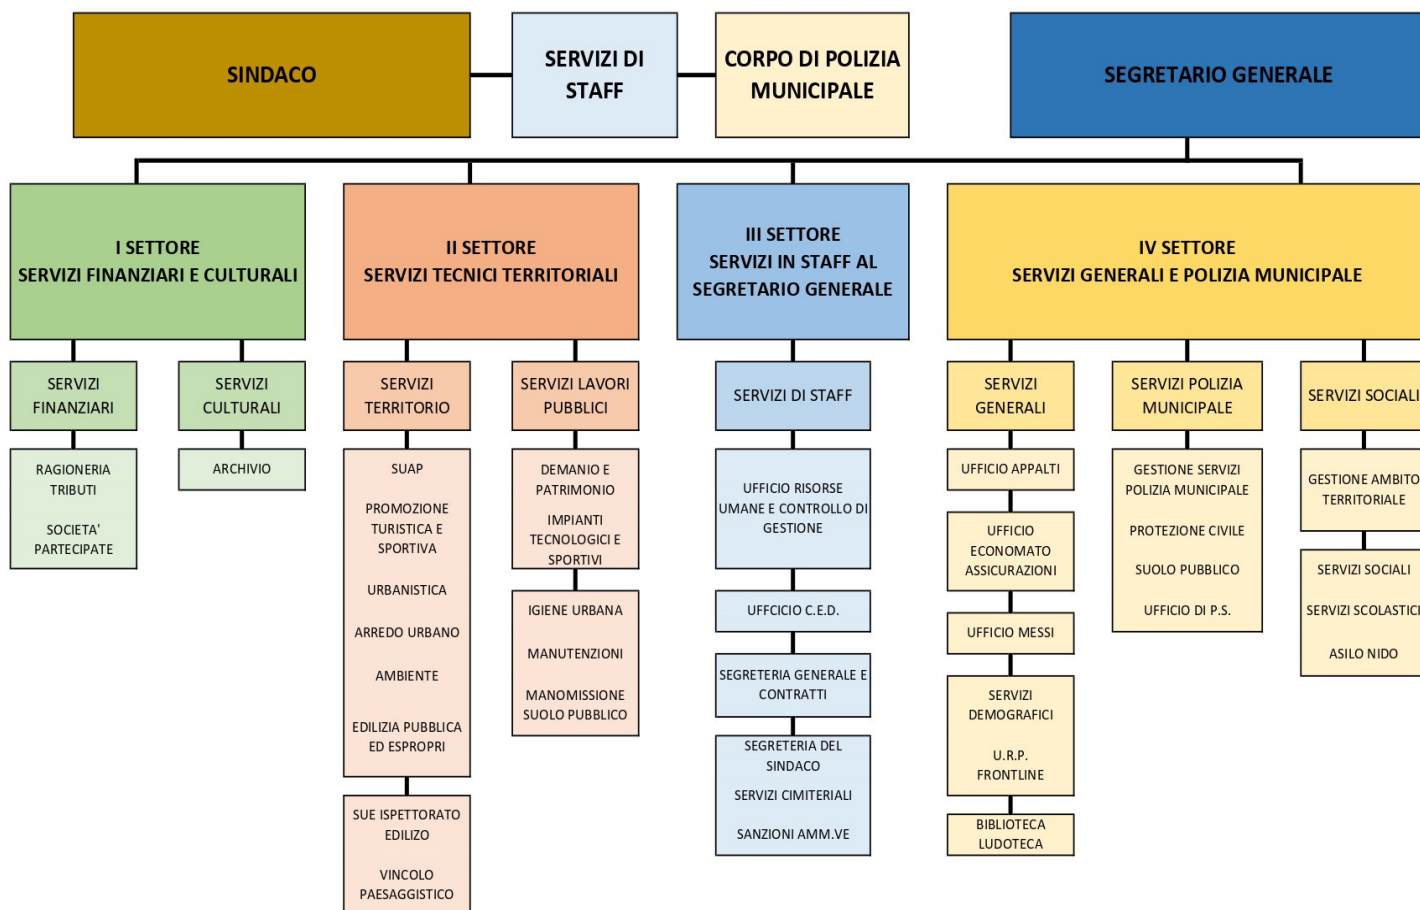 SINDACO
SERVIZI DI
STAFF
CORPO DI POLIZIA
MUNICIPALE
SEGRETARIO GENERALE
I SETTORE
SERVIZI FINANZIARI E CULTURALI
II SETTORE
SERVIZI TECNICI TERRITORIALI
III SETTORE
SERVIZI IN STAFF AL
SEGRETARIO GENERALE
IV SETTORE
SERVIZI GENERALI E POLIZIA MUNICIPALE
SERVIZI
FINANZIARI
RAGIONERIA
TRIBUTI
SOCIETA'
PARTECIPATE
SERVIZI
CULTURALI
ARCHIVIO
SERVIZI
TERRITORIO
SUAP
PROMOZIONE
TURISTICA E
SPORTIVA
URBANISTICA
ARREDO URBANO
AMBIENTE
EDILIZIA PUBBLICA
ED ESPROPRI
SUE ISPETTORATO
EDILIZO
VINCOLO
PAESAGGISTICO
SERVIZI LAVORI
PUBBLICI
DEMANIO E
PATRIMONIO
IMPIANTI
TECNOLOGICI E
SPORTIVI
IGIENE URBANA
MANUTENZIONI
MANOMISSIONE
SUOLO PUBBLICO
SERVIZI DI STAFF
UFFICIO RISORSE
UMANE E CONTROLLO DI
GESTIONE
UFFCICIO C.E.D.
SEGRETERIA GENERALE E
CONTRATTI
SEGRETERIA DEL
SINDACO
SERVIZI CIMITERIALI
SANZIONI AMM.VE
SERVIZI
GENERALI
UFFICIO APPALTI
UFFICIO
ECONOMATO
ASSICURAZIONI
UFFICIO MESSI
SERVIZI
DEMOGRAFICI
U.R.P.
FRONTLINE
BIBLIOTECA
LUDOTECA
SERVIZI POLIZIA
MUNICIPALE
GESTIONE SERVIZI
POLIZIA MUNICIPALE
PROTEZIONE CIVILE
SUOLO PUBBLICO
UFFICIO DI P.S.
SERVIZI SOCIALI
GESTIONE AMBITO
TERRITORIALE
SERVIZI SOCIALI
SERVIZI SCOLASTICI
ASILO NIDO